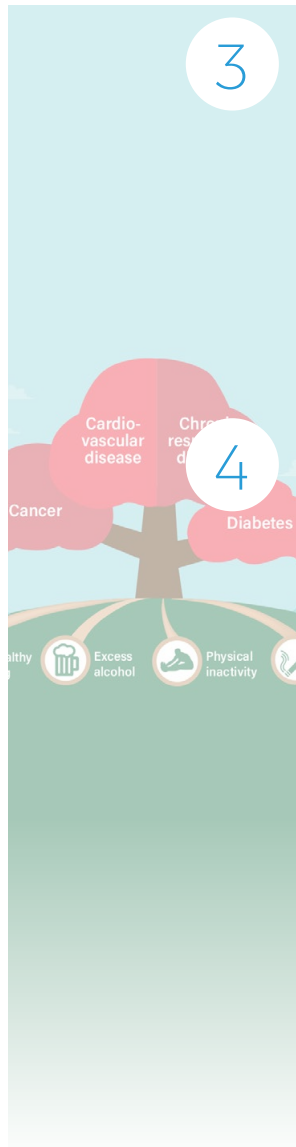 3
Cardio-
vascular
disease
4
Cancer
Diabetes
Excess
alcohol
Physical
inactivity